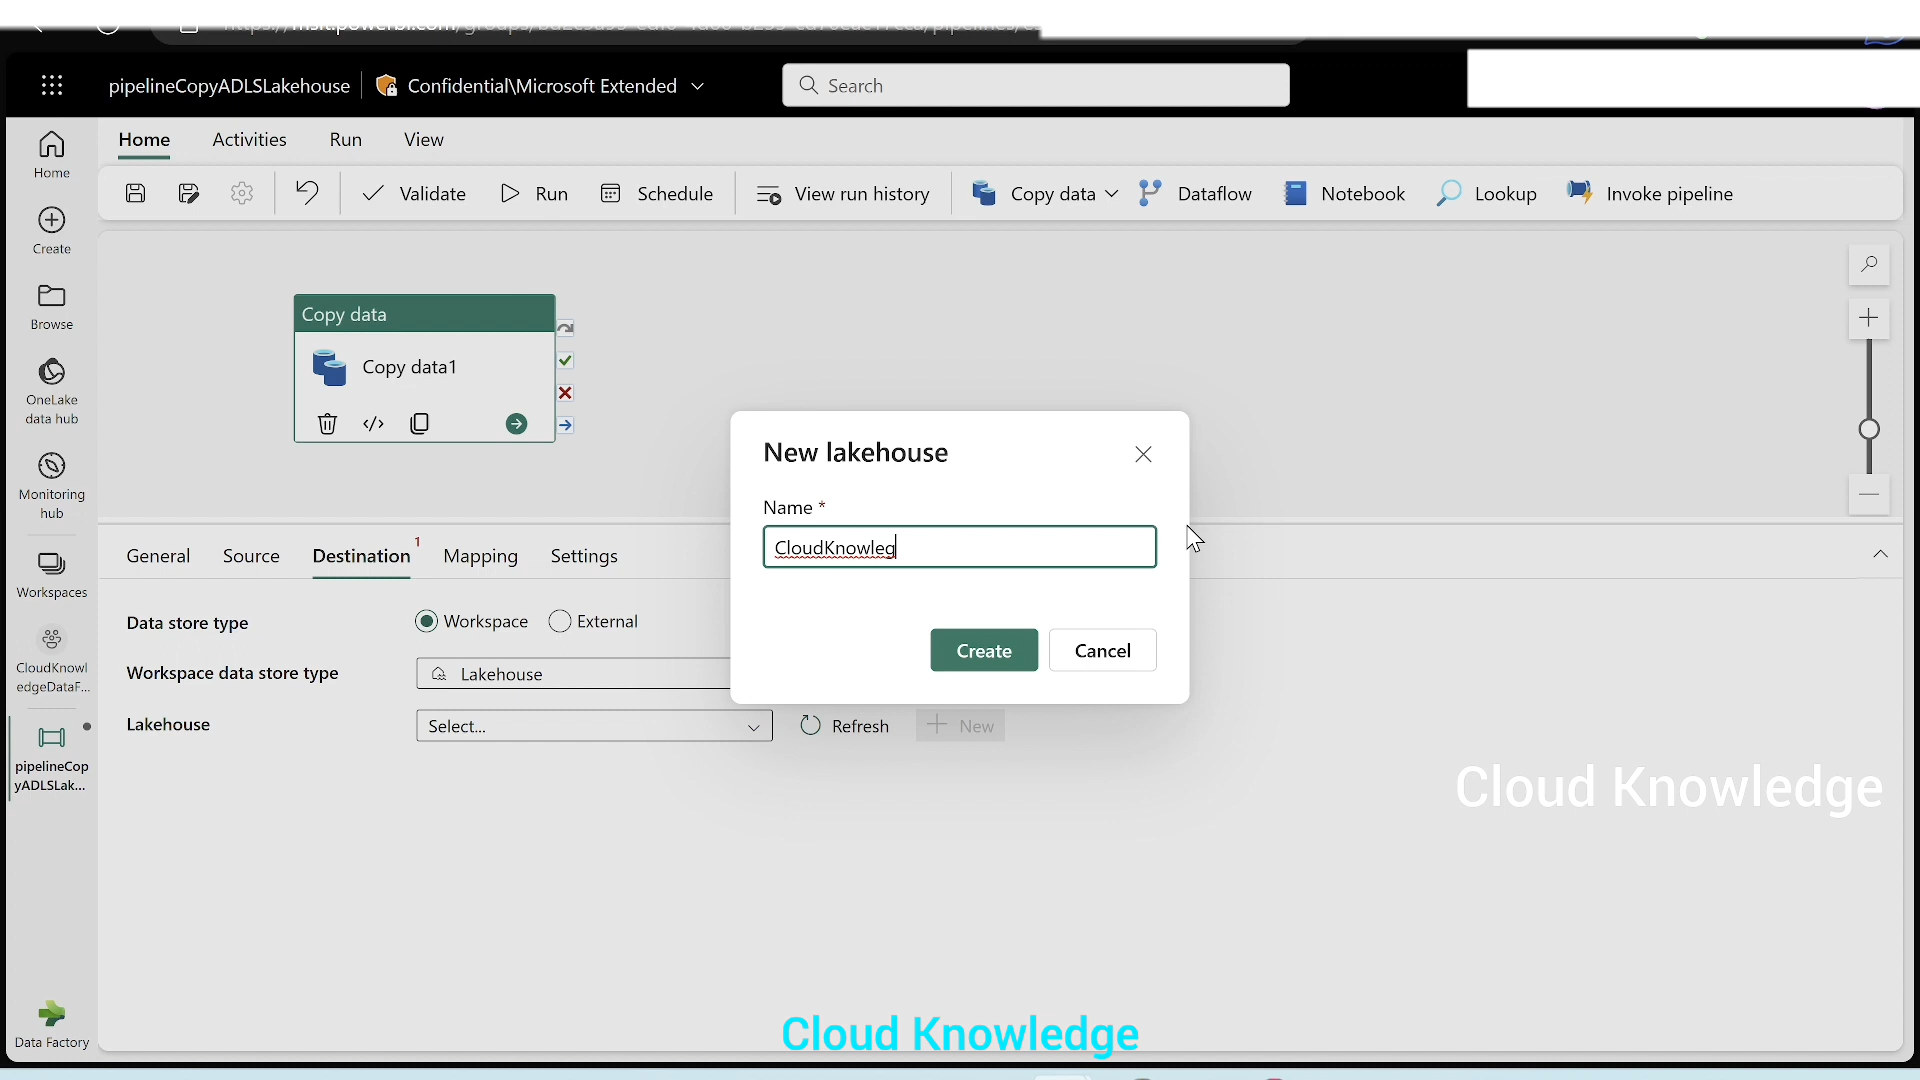 pipelineCopyADLSLakehouse
Confidential\Microsoft Extended
Search
Home
Activities
Run
View
Validate
Run
Schedule
View run history
Copy data
Dataflow
Notebook
Lookup
Invoke pipeline
Home
Create
Browse
OneLake
data hub
Monitoring
hub
Workspaces
CloudKnowl
edgeDataF...
pipelineCop
yADLSLak...
Data Factory
Copy data
Copy data1
New lakehouse
Name *
CloudKnowleg
Create
Cancel
General
Source
Destination 1
Mapping
Settings
Data store type
Workspace
External
Workspace data store type
Lakehouse
Lakehouse
Select...
Refresh
New
Cloud Knowledge
Cloud Knowledge